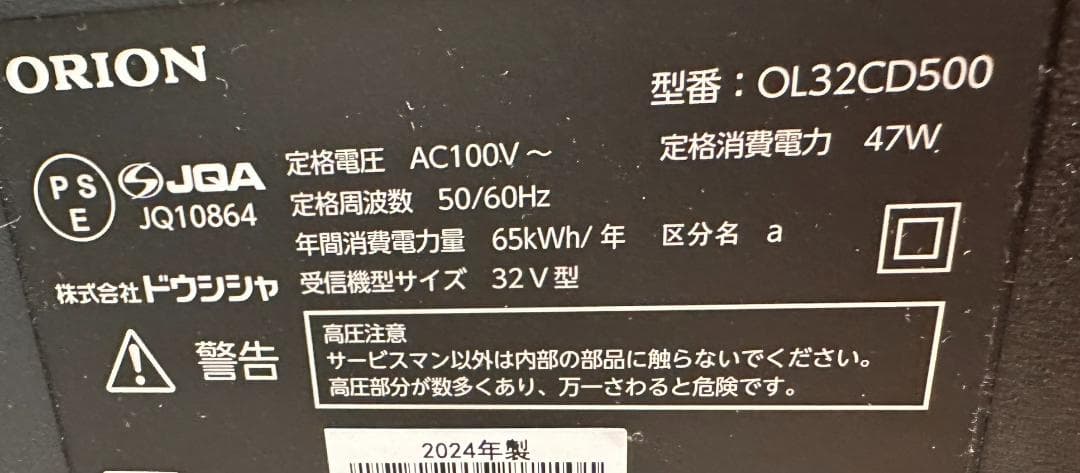 ORION
型番：OL32CD500
PS
E
JQA
JQ10864
定格電圧 AC100V～
定格消費電力 47W
定格周波数 50/60Hz
年間消費電力量 65kWh/年 区分名 a
株式会社ドウシシャ
受信機型サイズ 32V型
警告
高圧注意
サービスマン以外は内部の部品に触らないでください。
高圧部分が数多くあり、万一さわると危険です。
2024年製